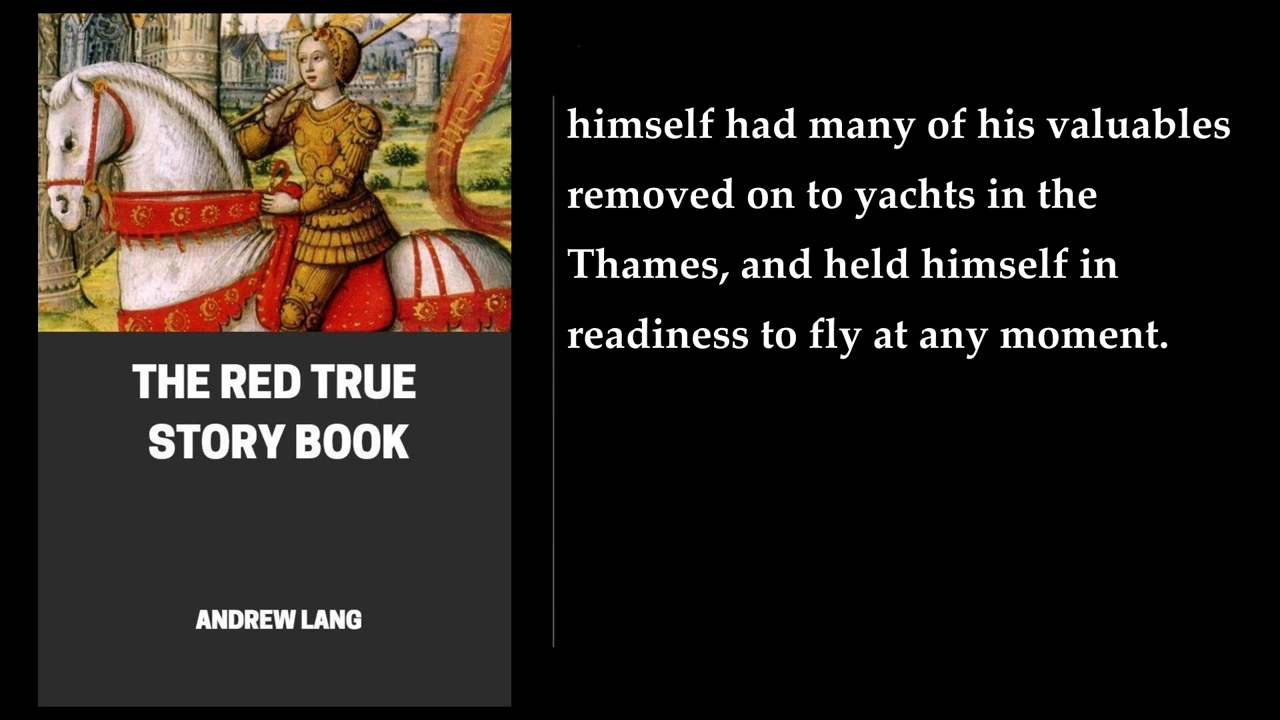 THE RED TRUE
STORY BOOK
ANDREW LANG
himself had many of his valuables
removed on to yachts in the
Thames, and held himself in
readiness to fly at any moment.